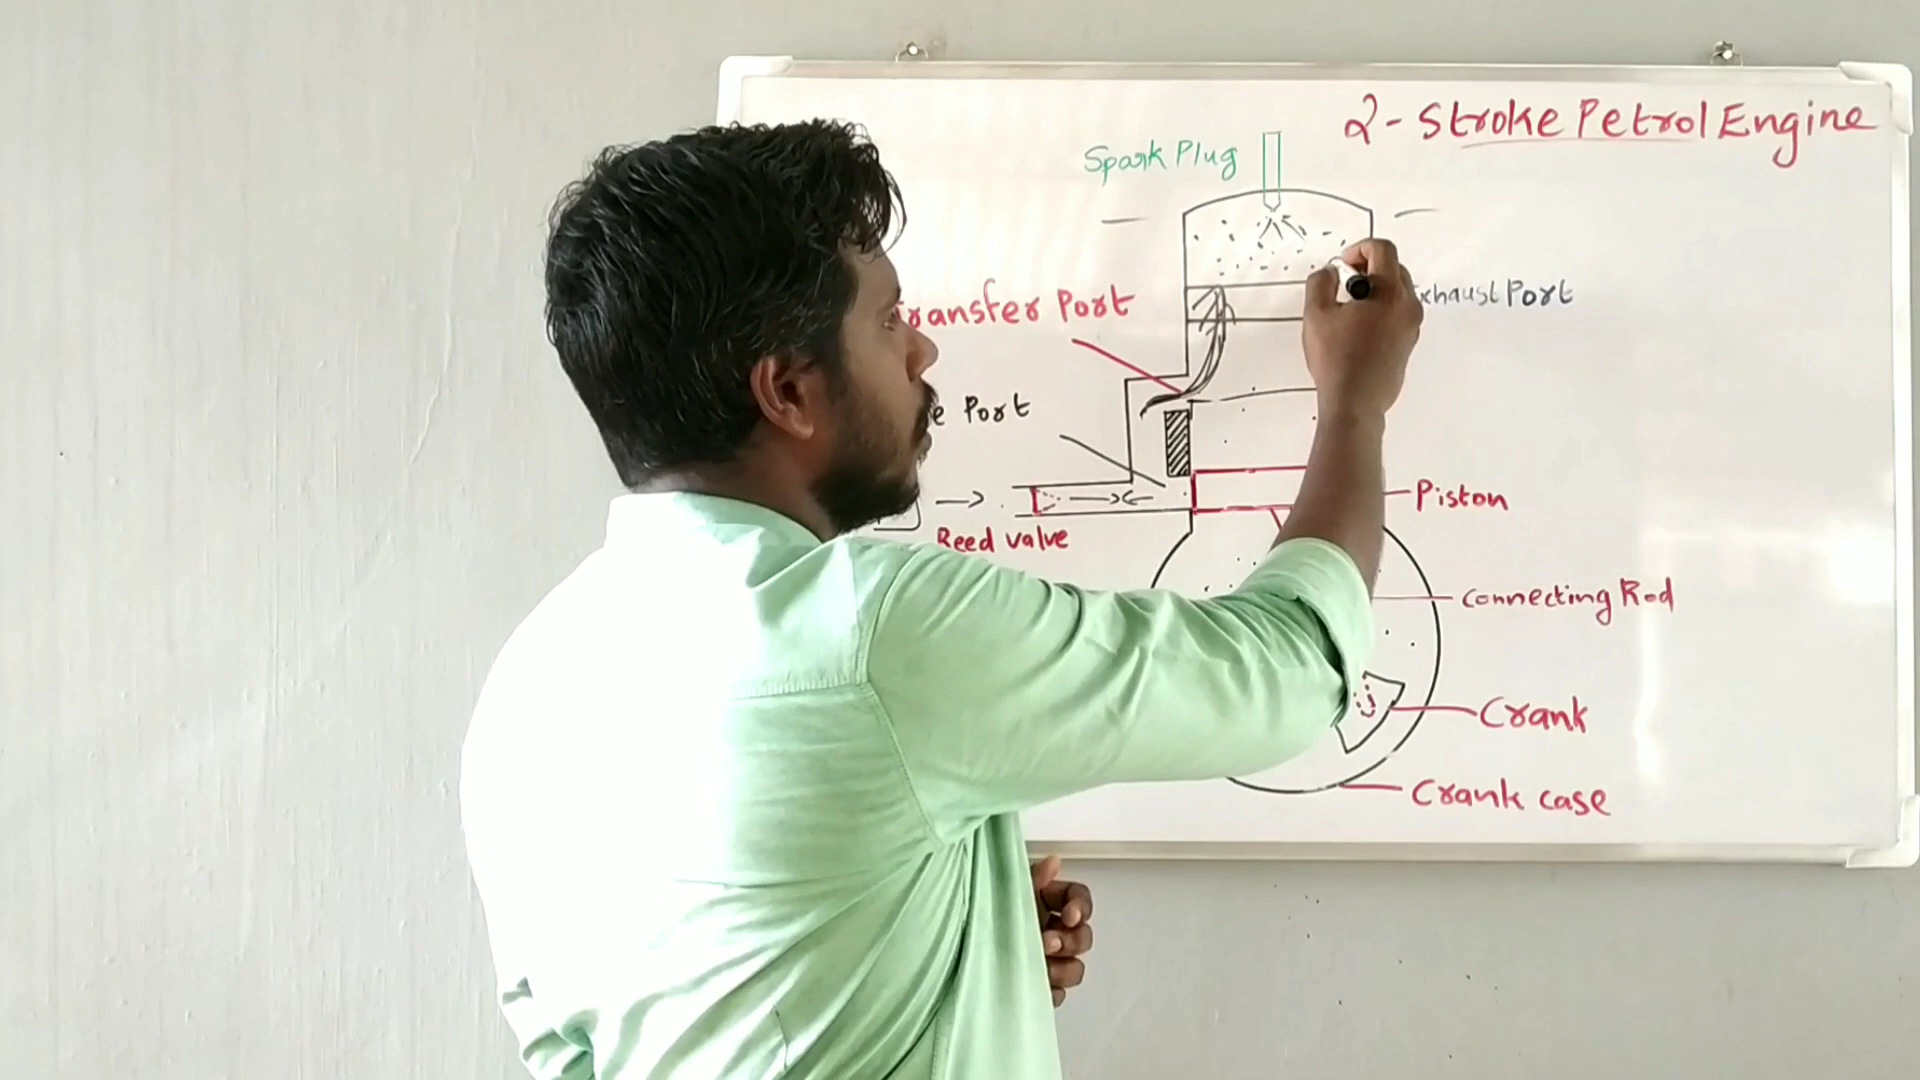 2-Stroke Petrol Engine
Spark Plug
ransfer Port
xhaust Port
e Port
Piston
Reed valve
Connecting Rod
Crank
Crank case